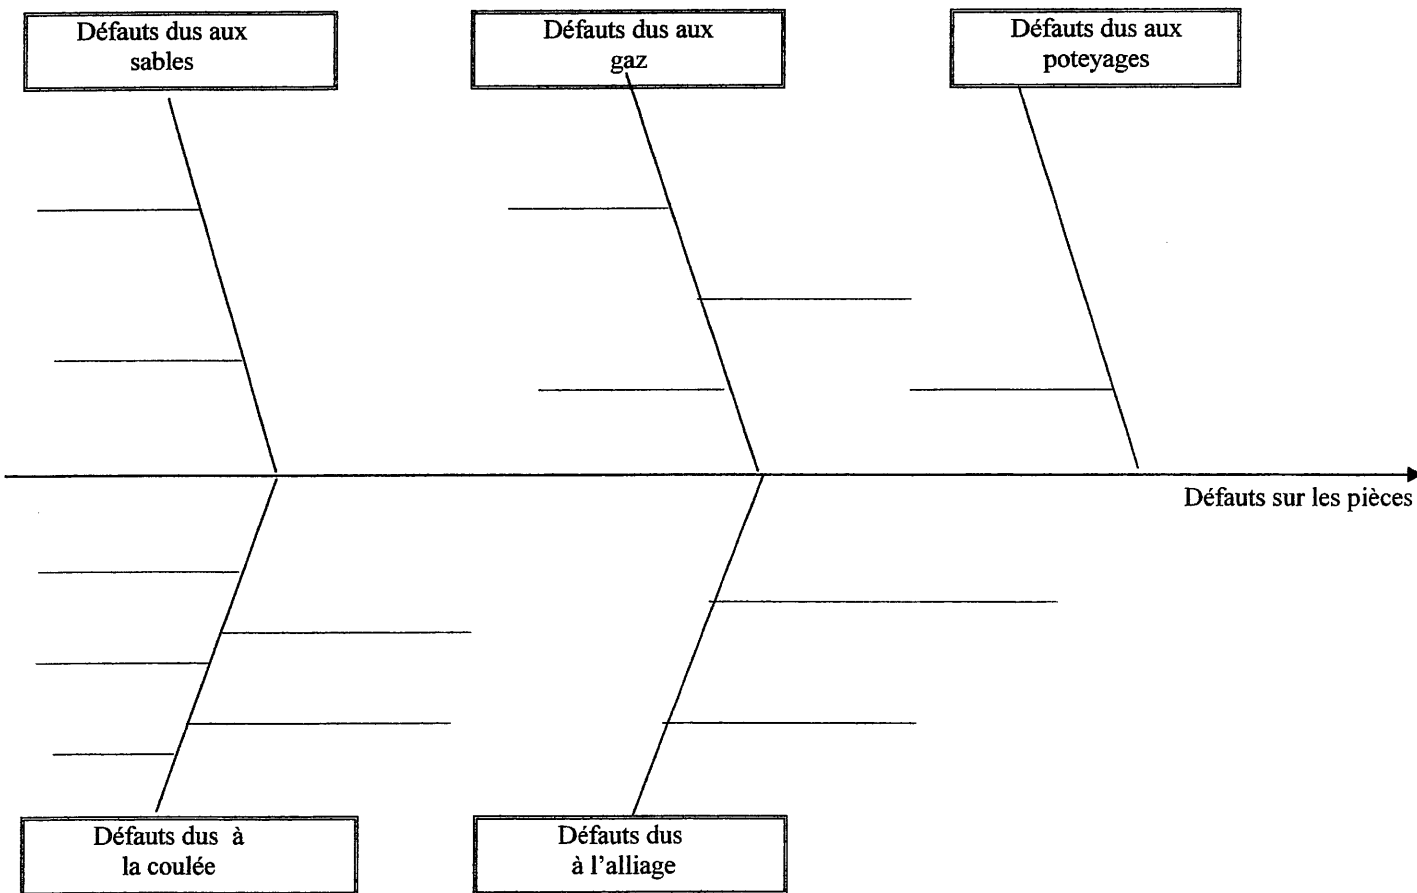 Défauts dus aux
sables
Défauts dus aux
gaz
Défauts dus aux
poteyages
Défauts sur les pièces
Défauts dus à
la coulée
Défauts dus
à l'alliage